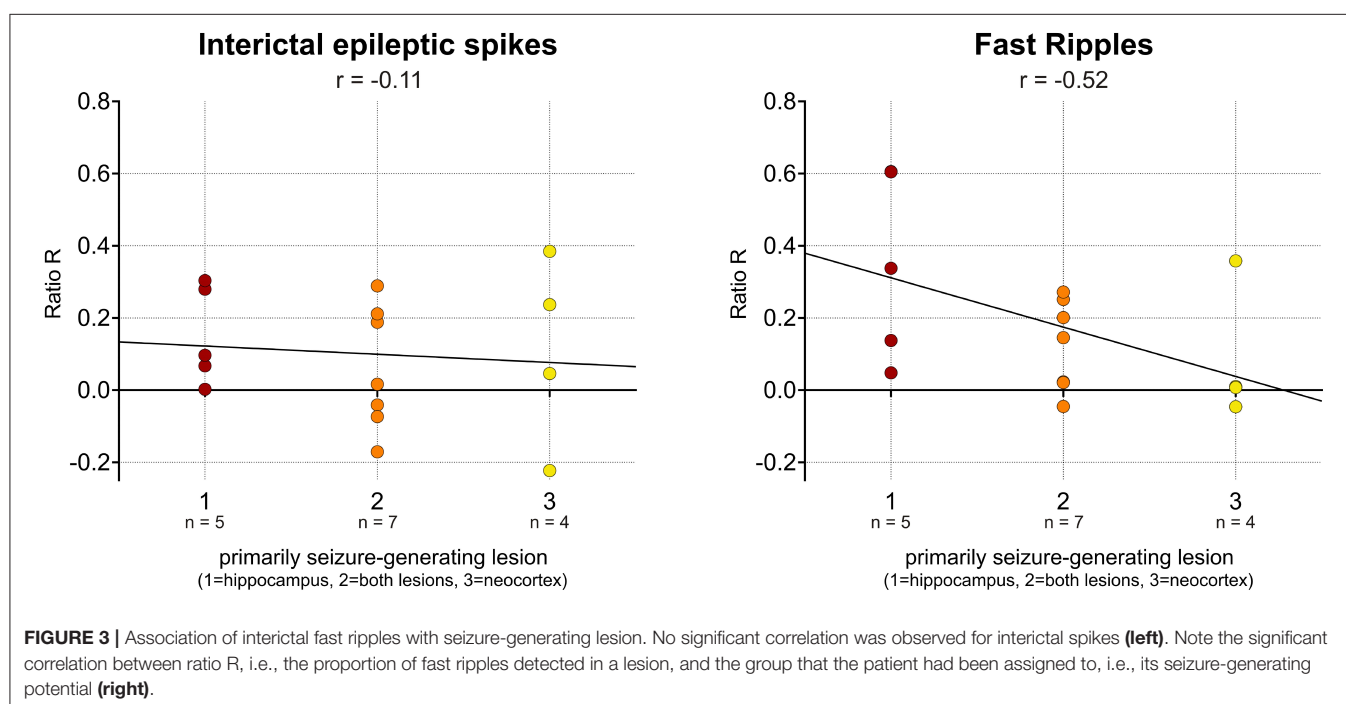 Interictal epileptic spikes
r = -0.11
0.8
0.6
0.4
0.2
0.0
-0.2
Ratio R
1
2
3
n = 5
n = 7
n = 4
primarily seizure-generating lesion
(1=hippocampus, 2=both lesions, 3=neocortex)
Fast Ripples
r = -0.52
0.8
0.6
0.4
0.2
0.0
-0.2
Ratio R
1
2
3
n = 5
n = 7
n = 4
primarily seizure-generating lesion
(1=hippocampus, 2=both lesions, 3=neocortex)
FIGURE 3 | Association of interictal fast ripples with seizure-generating lesion. No significant correlation was observed for interictal spikes (left). Note the significant
correlation between ratio R, i.e., the proportion of fast ripples detected in a lesion, and the group that the patient had been assigned to, i.e., its seizure-generating
potential (right).